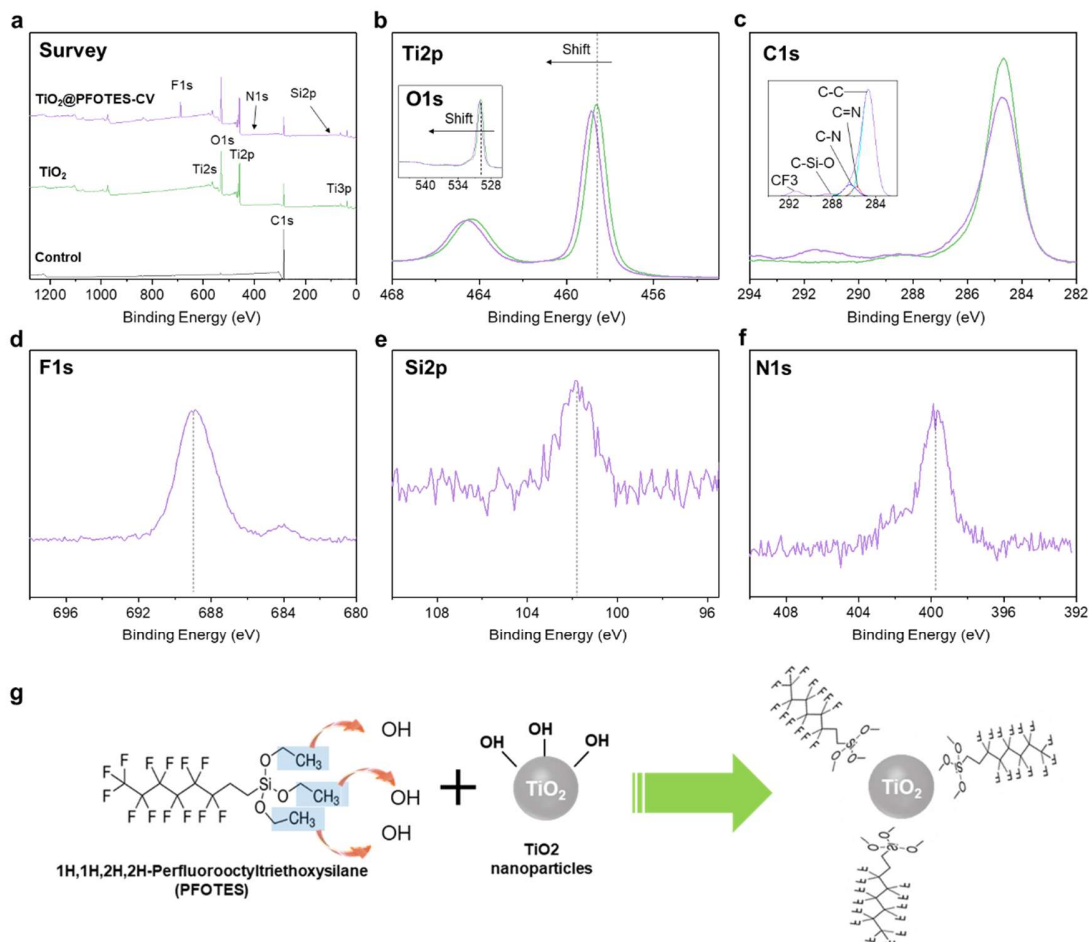 a
Survey
TiO2@PFOTES-CV
F1s
N1s
Si2p
O1s
Ti2s
Ti2p
TiO2
Ti3p
C1s
Control
1200 1000 800 600 400 200 0
Binding Energy (eV)
b
Ti2p
Shift
O1s
Shift
540 534 528
468 464 460 456
Binding Energy (eV)
c
C1s
C-C
C=N
C-N
C-Si-O
CF3
292 288 284
294 292 290 288 286 284 282
Binding Energy (eV)
d
F1s
696 692 688 684 680
Binding Energy (eV)
e
Si2p
108 104 100 96
Binding Energy (eV)
f
N1s
408 404 400 396 392
Binding Energy (eV)
g
F F F F F F
F
F F F F F F
Si
O
CH3
O
CH3
O
CH3
OH
OH
OH
1H,1H,2H,2H-Perfluorooctyltriethoxysilane
(PFOTES)
+
OH OH OH
TiO2
TiO2
nanoparticles
TiO2